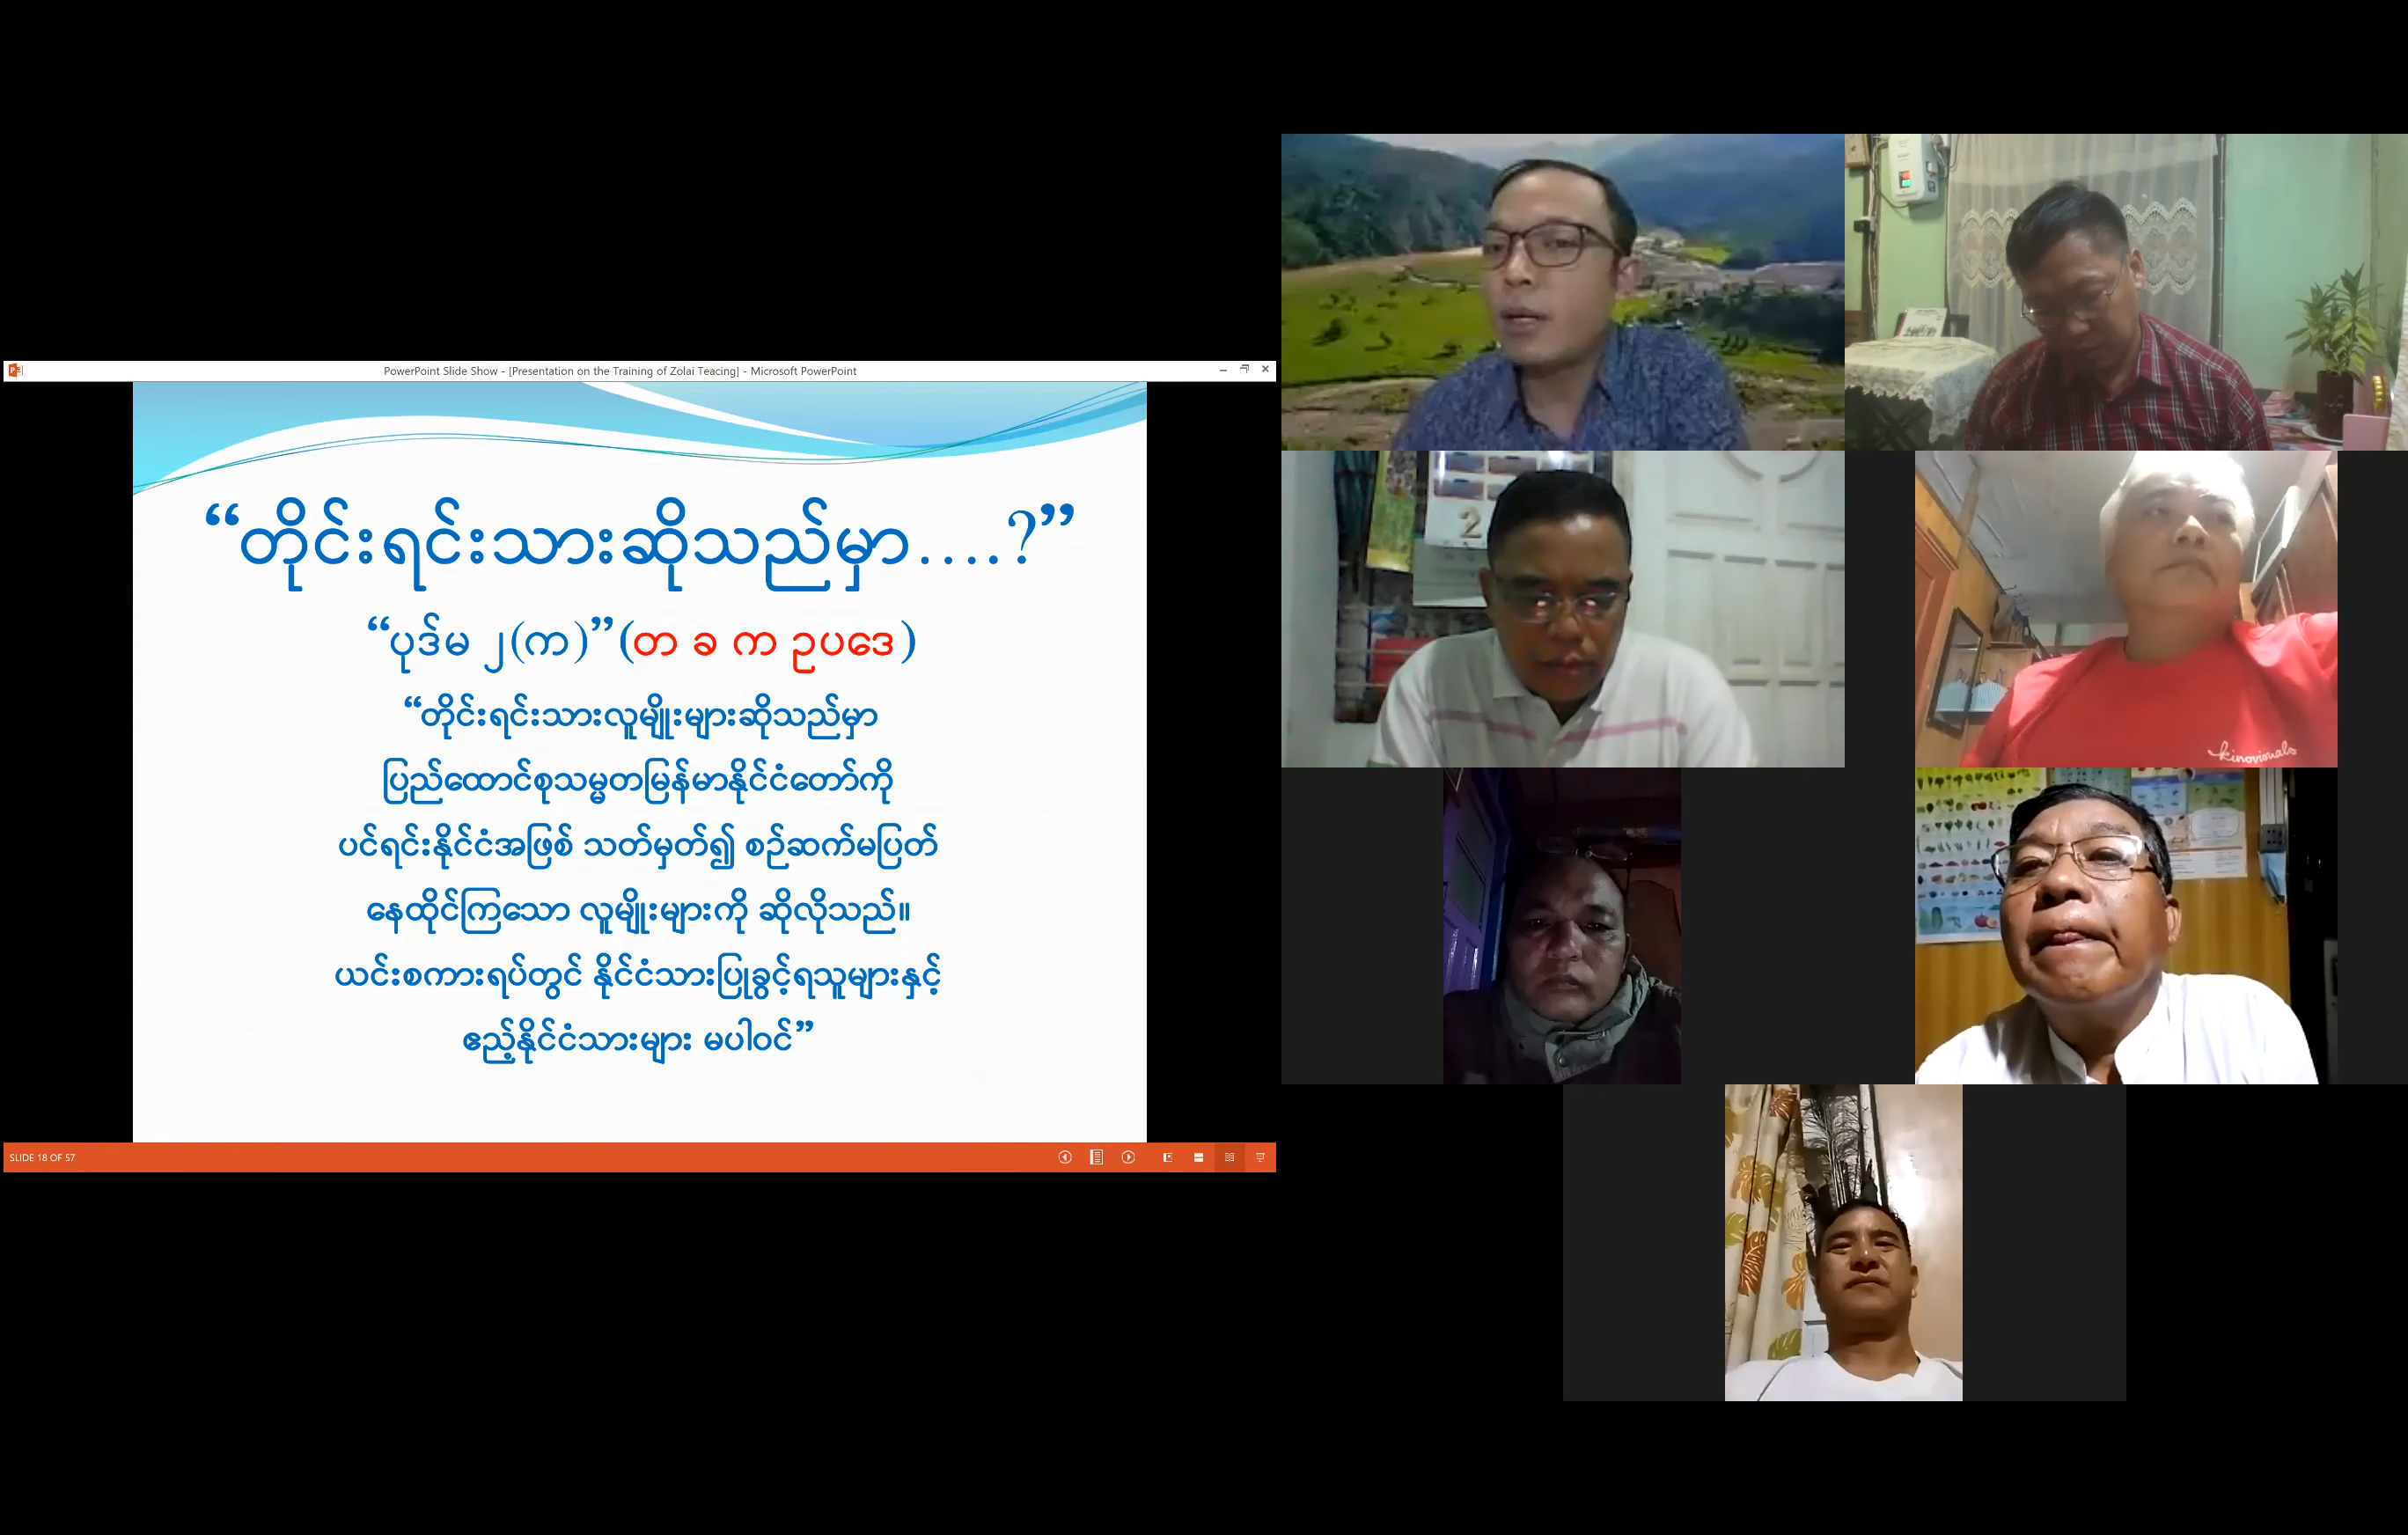 PowerPoint Slide Show - [Presentation on the Training of Zolai Teacing] - Microsoft PowerPoint
“တိုင်းရင်းသားဆိုသည်မှာ....?”
“ပုဒ်မ ၂(က)”(တ ခ က ဥပဒေ)
“တိုင်းရင်းသားလူမျိုးများဆိုသည်မှာ
ပြည်ထောင်စုသမ္မတမြန်မာနိုင်ငံတော်ကို
ပင်ရင်းနိုင်ငံအဖြစ် သတ်မှတ်၍ စဉ်ဆက်မပြတ်
နေထိုင်ကြသော လူမျိုးများကို ဆိုလိုသည်။
ယင်းစကားရပ်တွင် နိုင်ငံသားပြုခွင့်ရသူများနှင့်
ဧည့်နိုင်ငံသားများ မပါဝင်”
SLIDE 18 OF 57
2